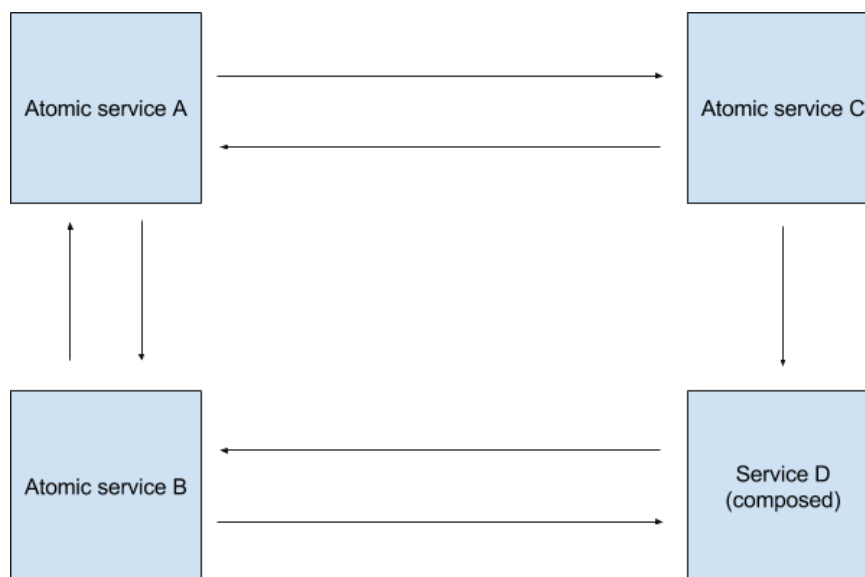 Atomic service A
Atomic service C
Atomic service B
Service D
(composed)